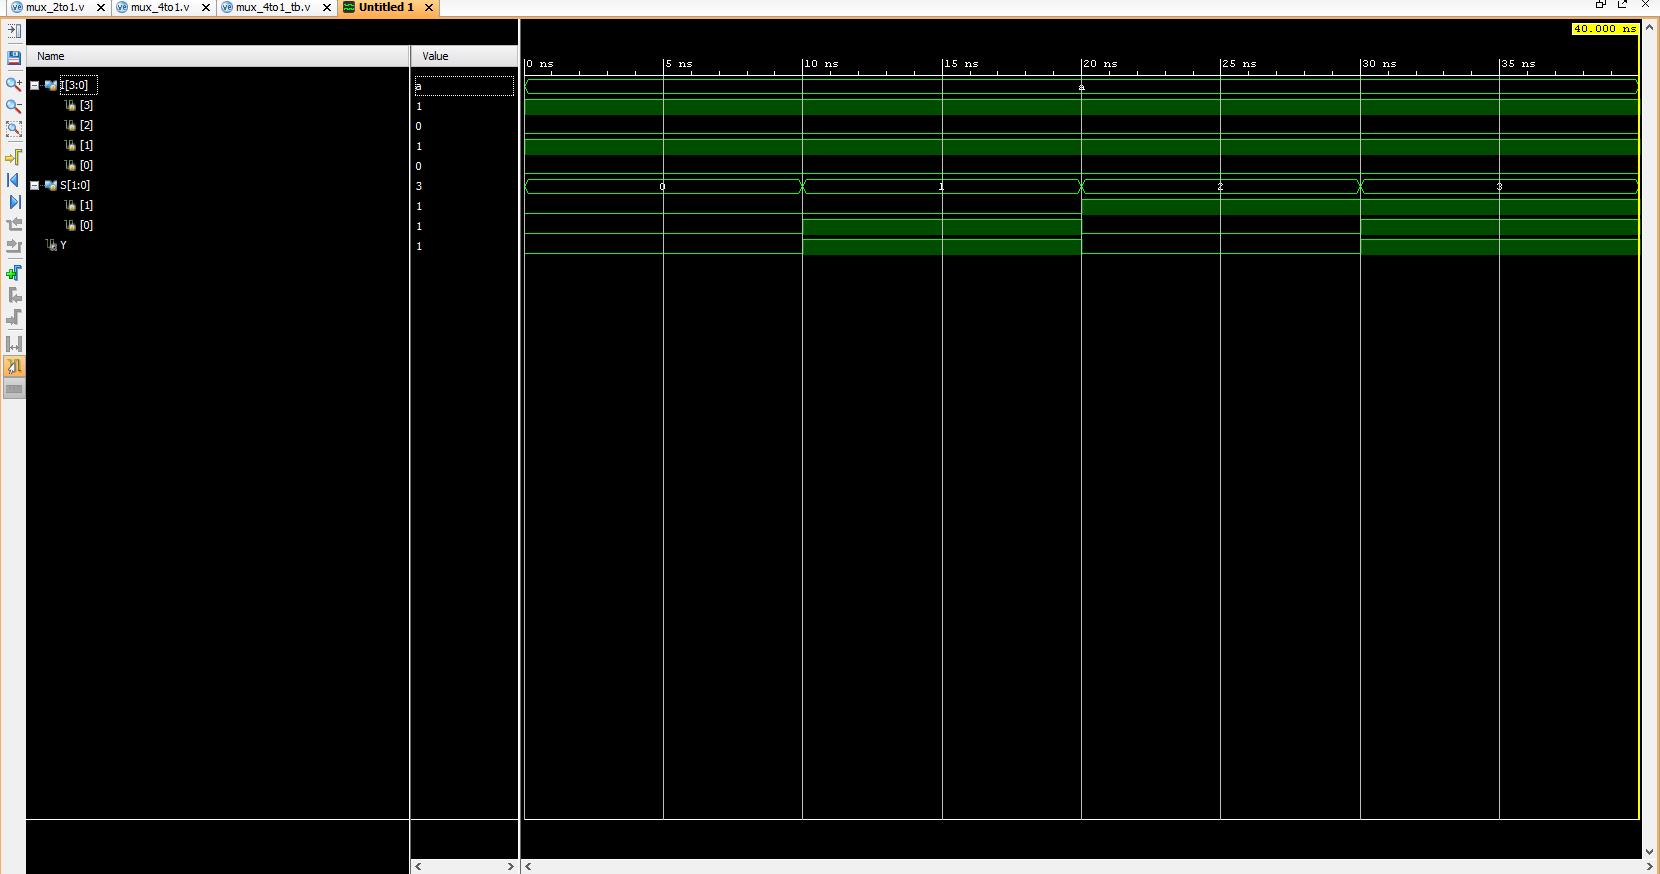 mux_2to1.v mux_4to1.v mux_4to1_tb.v Untitled 1
40.000 ns
Name Value
0 ns 5 ns 10 ns 15 ns 20 ns 25 ns 30 ns 35 ns
I[3:0] a a
[3] 1
[2] 0
[1] 1
[0] 0
S[1:0] 3 0 1 2 3
[1] 1
[0] 1
Y 1